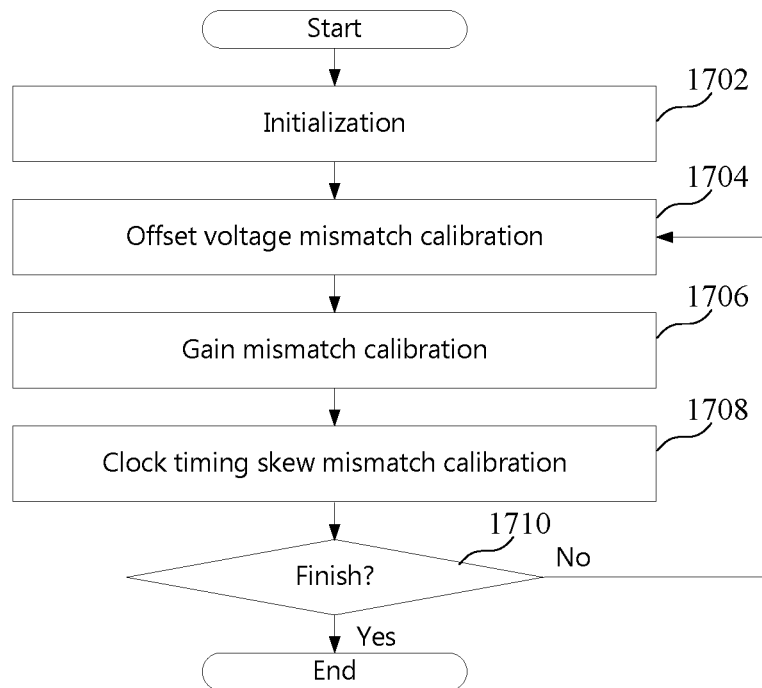 Start
1702
Initialization
1704
Offset voltage mismatch calibration
1706
Gain mismatch calibration
1708
Clock timing skew mismatch calibration
1710
Finish?
No
Yes
End